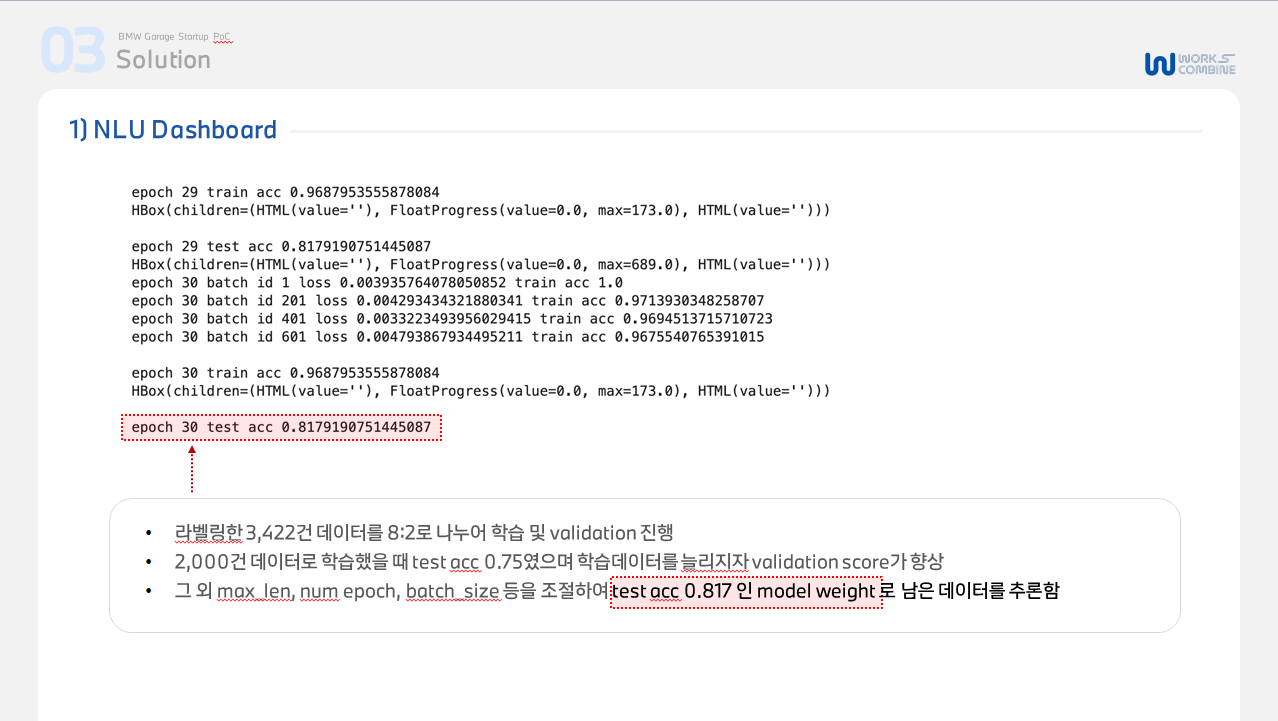 03
BMW Garage Startup PoC
Solution
WORKS
COMBINE
1) NLU Dashboard
epoch 29 train acc 0.9687953555878084
HBox(children=(HTML(value=''), FloatProgress(value=0.0, max=173.0), HTML(value='')))
epoch 29 test acc 0.8179190751445087
HBox(children=(HTML(value=''), FloatProgress(value=0.0, max=689.0), HTML(value='')))
epoch 30 batch id 1 loss 0.003935764078050852 train acc 1.0
epoch 30 batch id 201 loss 0.004293434321880341 train acc 0.9713930348258707
epoch 30 batch id 401 loss 0.0033223493956029415 train acc 0.9694513715710723
epoch 30 batch id 601 loss 0.004793867934495211 train acc 0.9675540765391015
epoch 30 train acc 0.9687953555878084
HBox(children=(HTML(value=''), FloatProgress(value=0.0, max=173.0), HTML(value='')))
epoch 30 test acc 0.8179190751445087
• 라벨링한 3,422건 데이터를 8:2로 나누어 학습 및 validation 진행
• 2,000건 데이터로 학습했을 때 test acc 0.75였으며 학습데이터를 늘리지자 validation score가 향상
• 그 외 max_len, num epoch, batch_size 등을 조절하여 test acc 0.817 인 model weight 로 남은 데이터를 추론함